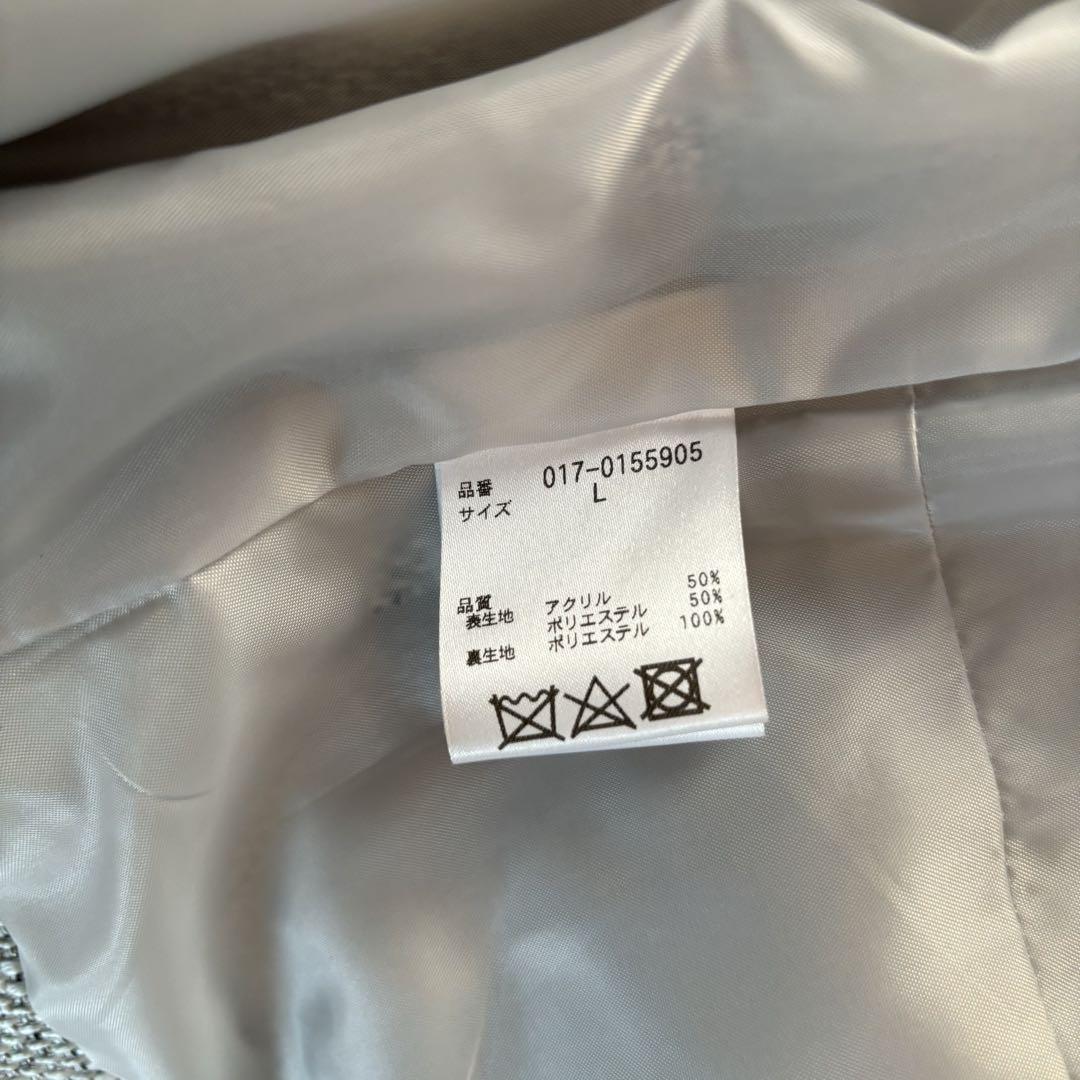 品番 017-0155905
サイズ L
品質
表生地 アクリル 50%
ポリエステル 50%
裏生地 ポリエステル 100%